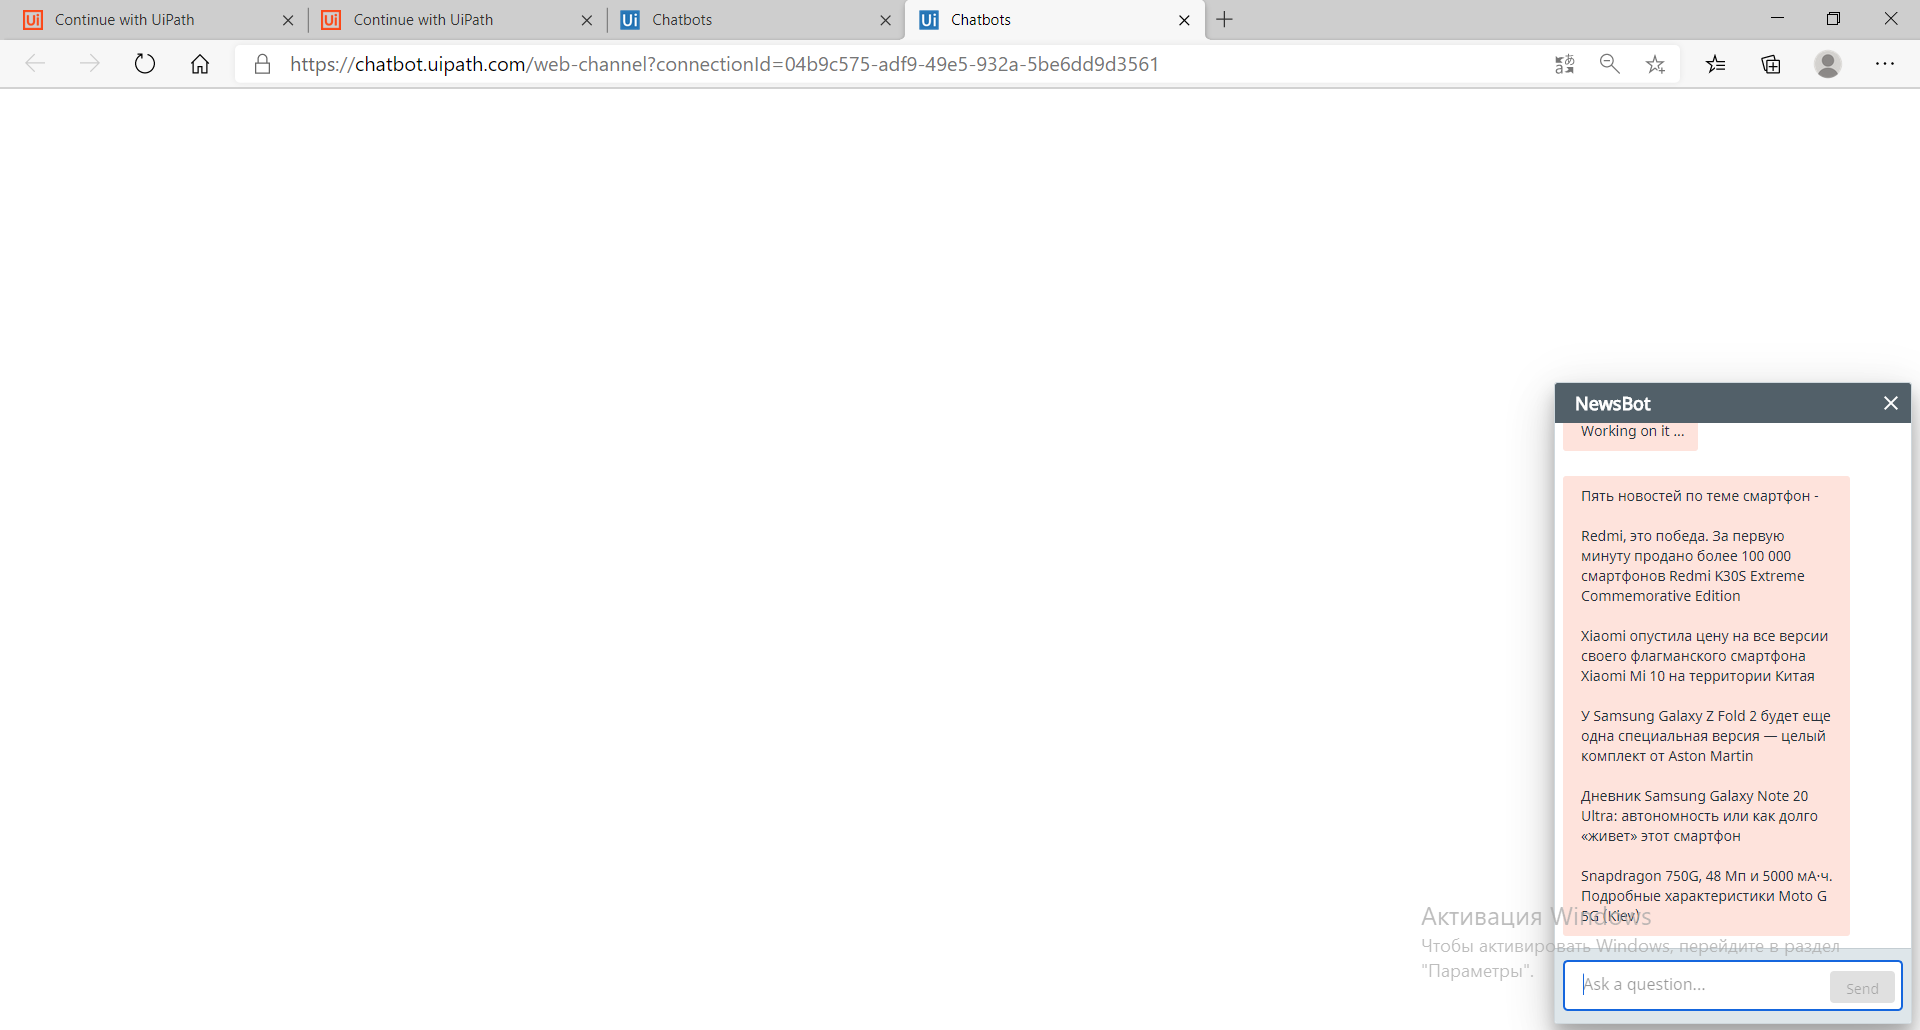 Ui Continue with UiPath
Ui Continue with UiPath
Ui Chatbots
Ui Chatbots
https://chatbot.uipath.com/web-channel?connectionId=04b9c575-adf9-49e5-932a-5be6dd9d3561
NewsBot
Working on it ...
Пять новостей по теме смартфон -
Redmi, это победа. За первую
минуту продано более 100 000
смартфонов Redmi K30S Extreme
Commemorative Edition
Xiaomi опустила цену на все версии
своего флагманского смартфона
Xiaomi Mi 10 на территории Китая
У Samsung Galaxy Z Fold 2 будет еще
одна специальная версия — целый
комплект от Aston Martin
Дневник Samsung Galaxy Note 20
Ultra: автономность или как долго
«живет» этот смартфон
Snapdragon 750G, 48 Мп и 5000 мА·ч.
Подробные характеристики Moto G
5G (Kiev)
Активация Windows
Чтобы активировать Windows, перейдите в раздел
"Параметры".
Ask a question...
Send